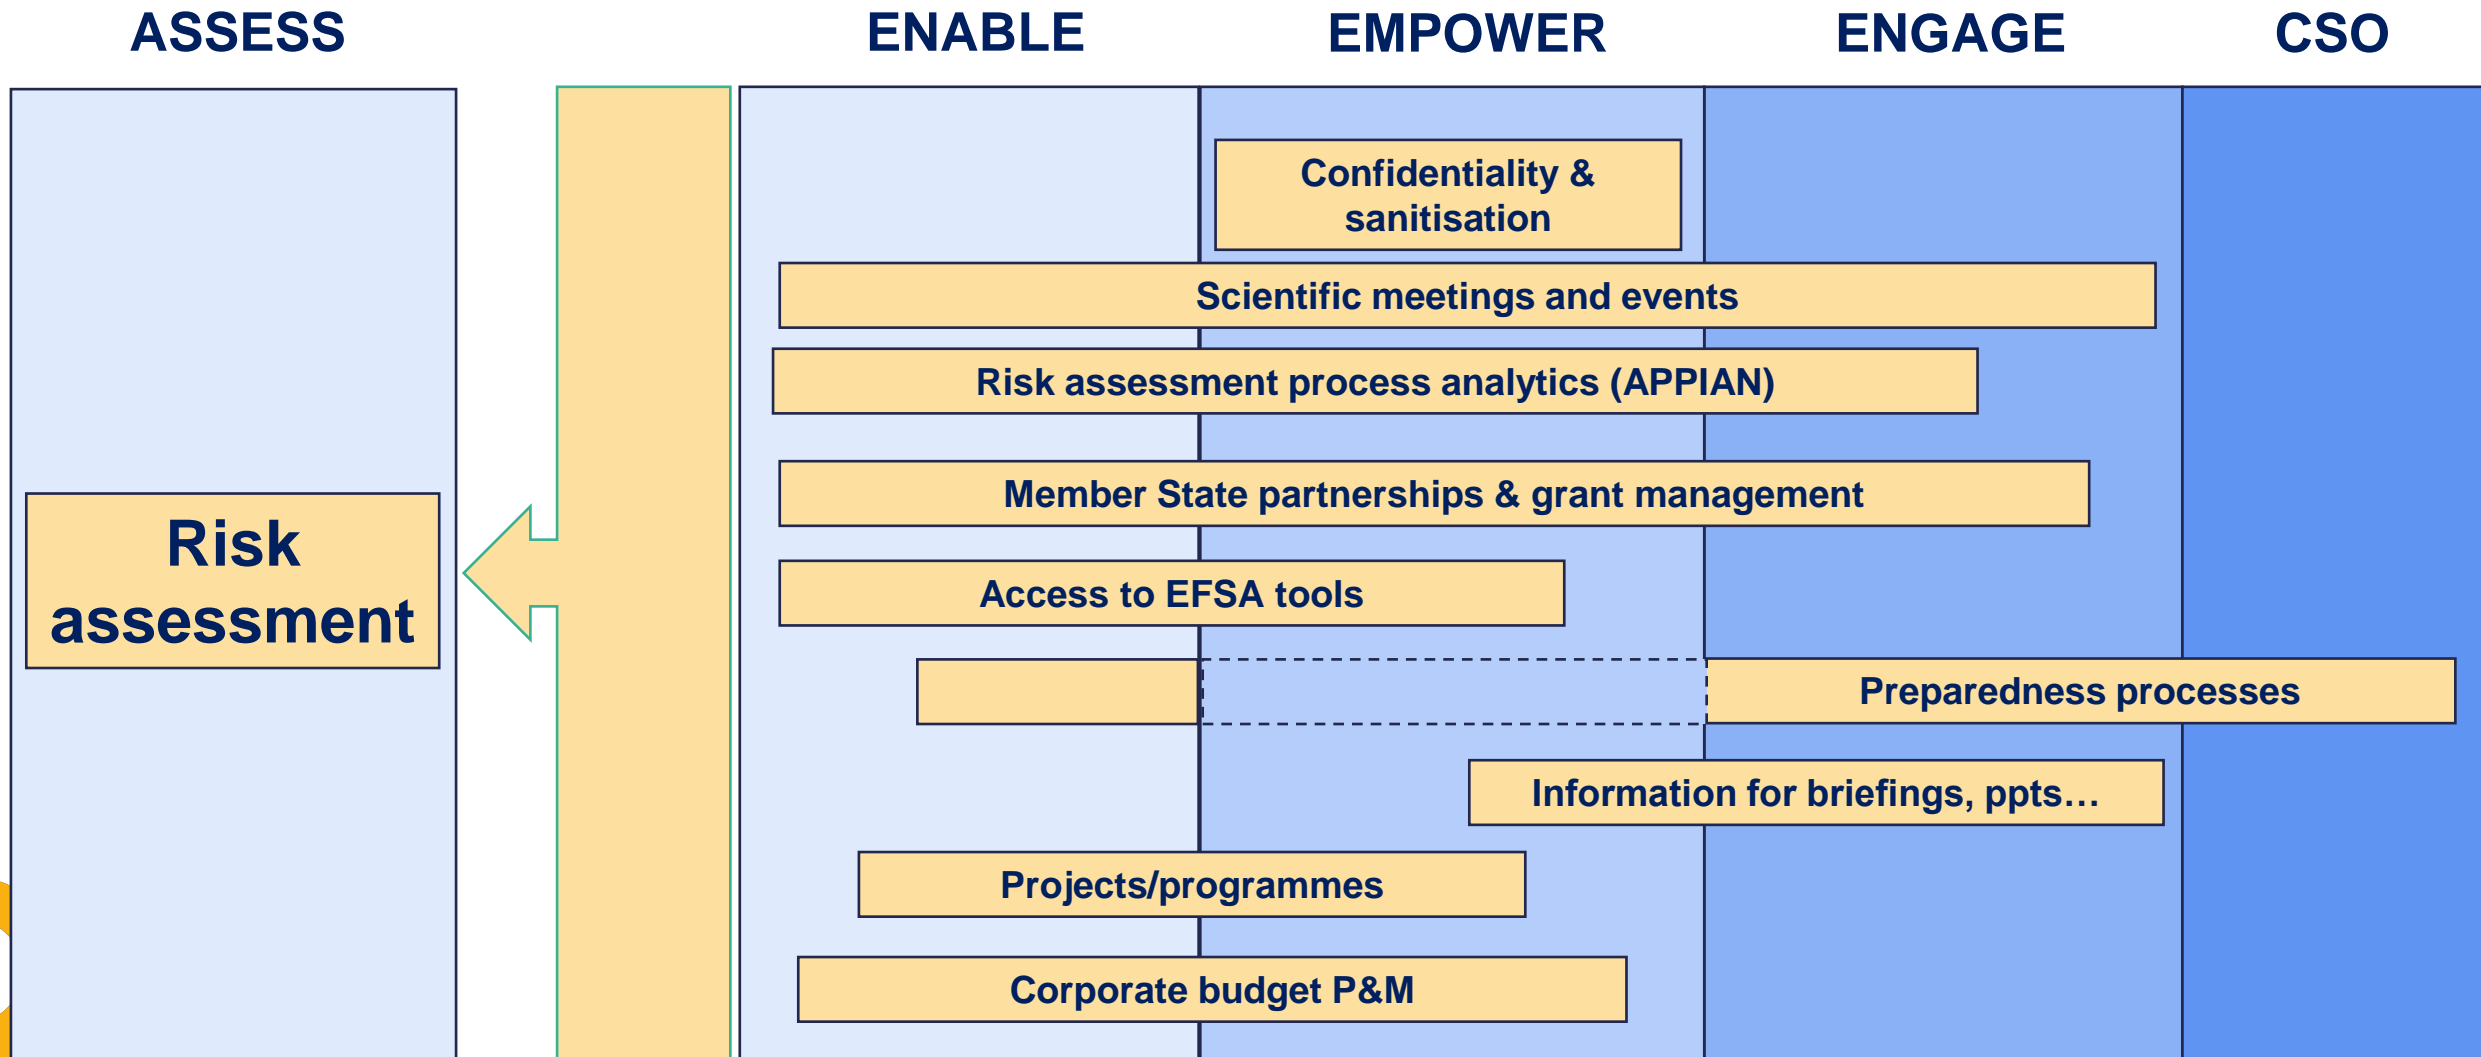 ASSESS
ENABLE
EMPOWER
ENGAGE
CSO
Confidentiality &
sanitisation
Scientific meetings and events
Risk assessment process analytics (APPIAN)
Member State partnerships & grant management
Risk
assessment
Access to EFSA tools
Preparedness processes
Information for briefings, ppts…
Projects/programmes
Corporate budget P&M